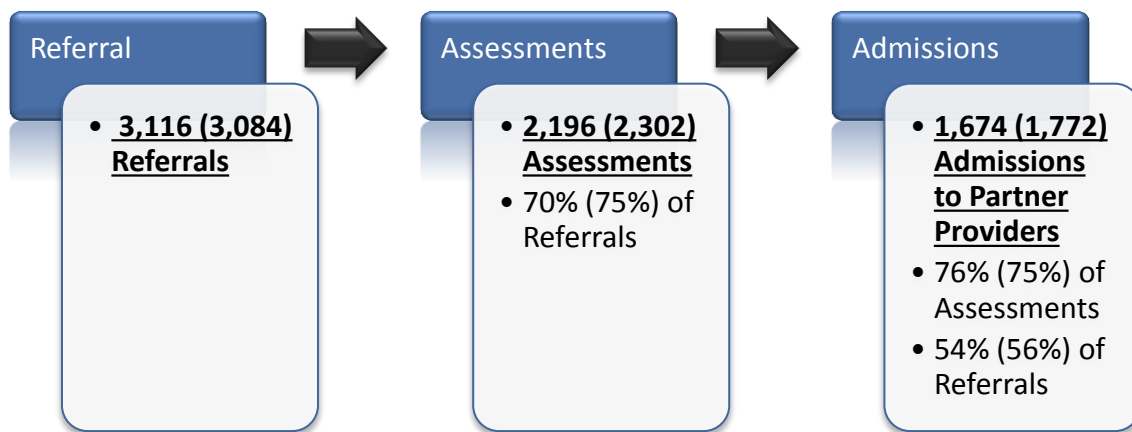 Referral
• 3,116 (3,084)
Referrals
Assessments
• 2,196 (2,302)
Assessments
• 70% (75%) of
Referrals
Admissions
• 1,674 (1,772)
Admissions
to Partner
Providers
• 76% (75%) of
Assessments
• 54% (56%) of
Referrals